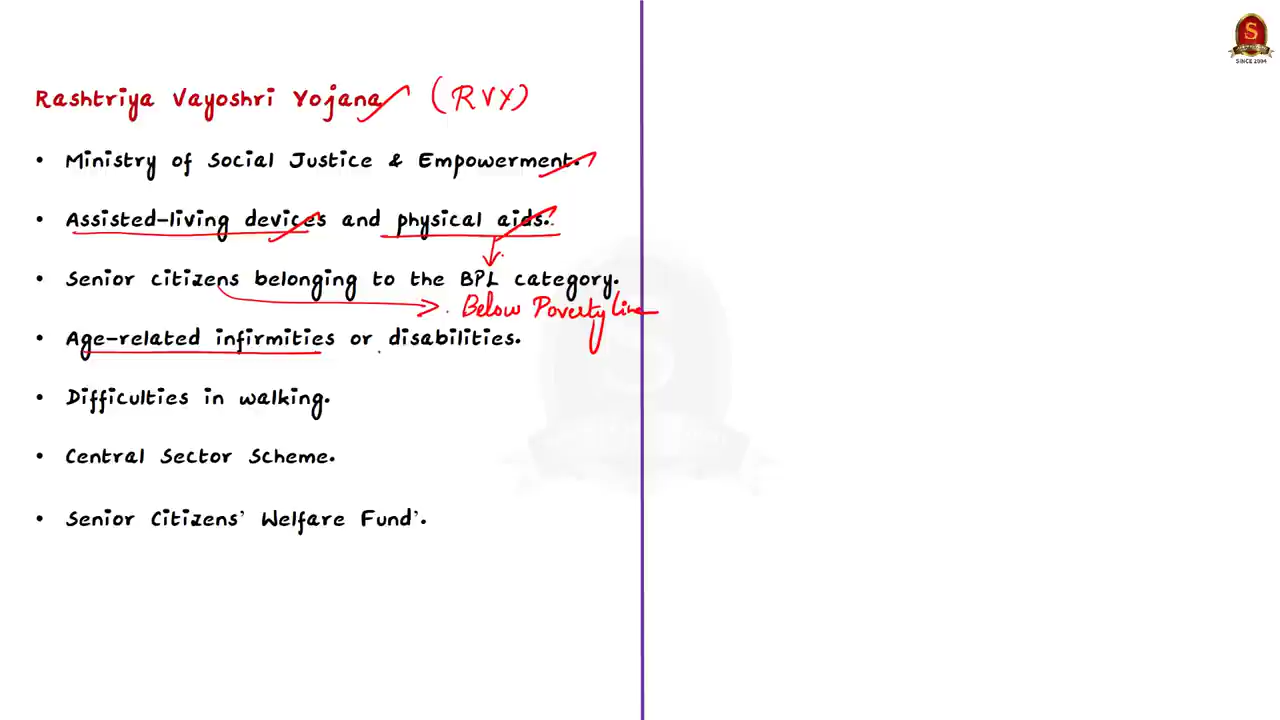 Rashtriya Vayoshri Yojana (RVY)
• Ministry of Social Justice & Empowerment.
• Assisted-living devices and physical aids.
• Senior citizens belonging to the BPL category.
Below Poverty Line
• Age-related infirmities or disabilities.
• Difficulties in walking.
• Central Sector Scheme.
• Senior Citizens' Welfare Fund'.
S
SINCE 2004